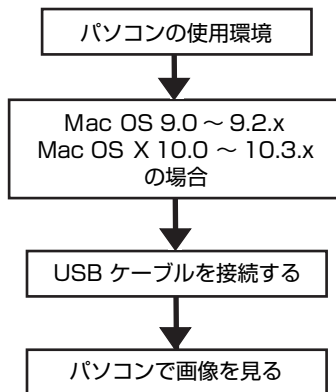 パソコンの使用環境
Mac OS 9.0 ～ 9.2.x
Mac OS X 10.0 ～ 10.3.x
の場合
USB ケーブルを接続する
パソコンで画像を見る